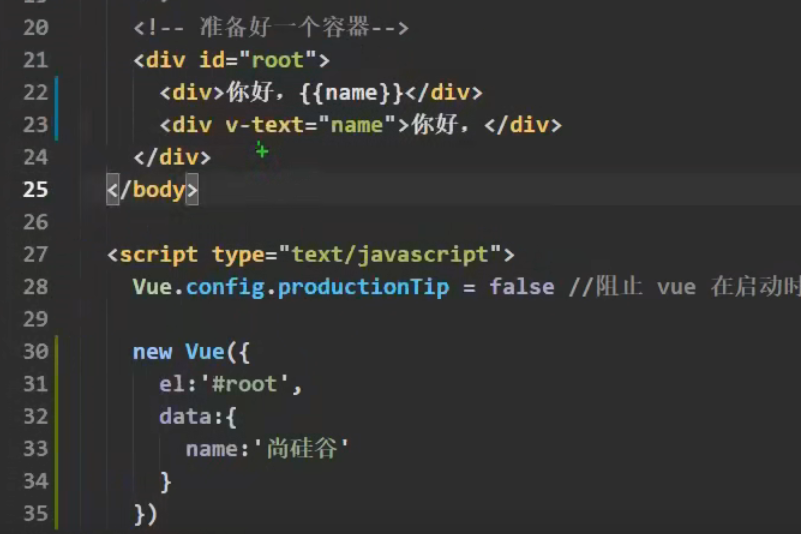 20 <!-- 准备好一个容器-->
21 <div id="root">
22 <div>你好，{{name}}</div>
23 <div v-text="name">你好，</div>
24 </div>
25 </body>
26
27 <script type="text/javascript">
28 Vue.config.productionTip = false //阻止 vue 在启动时
29
30 new Vue({
31 el:'#root',
32 data:{
33 name:'尚硅谷'
34 }
35 })